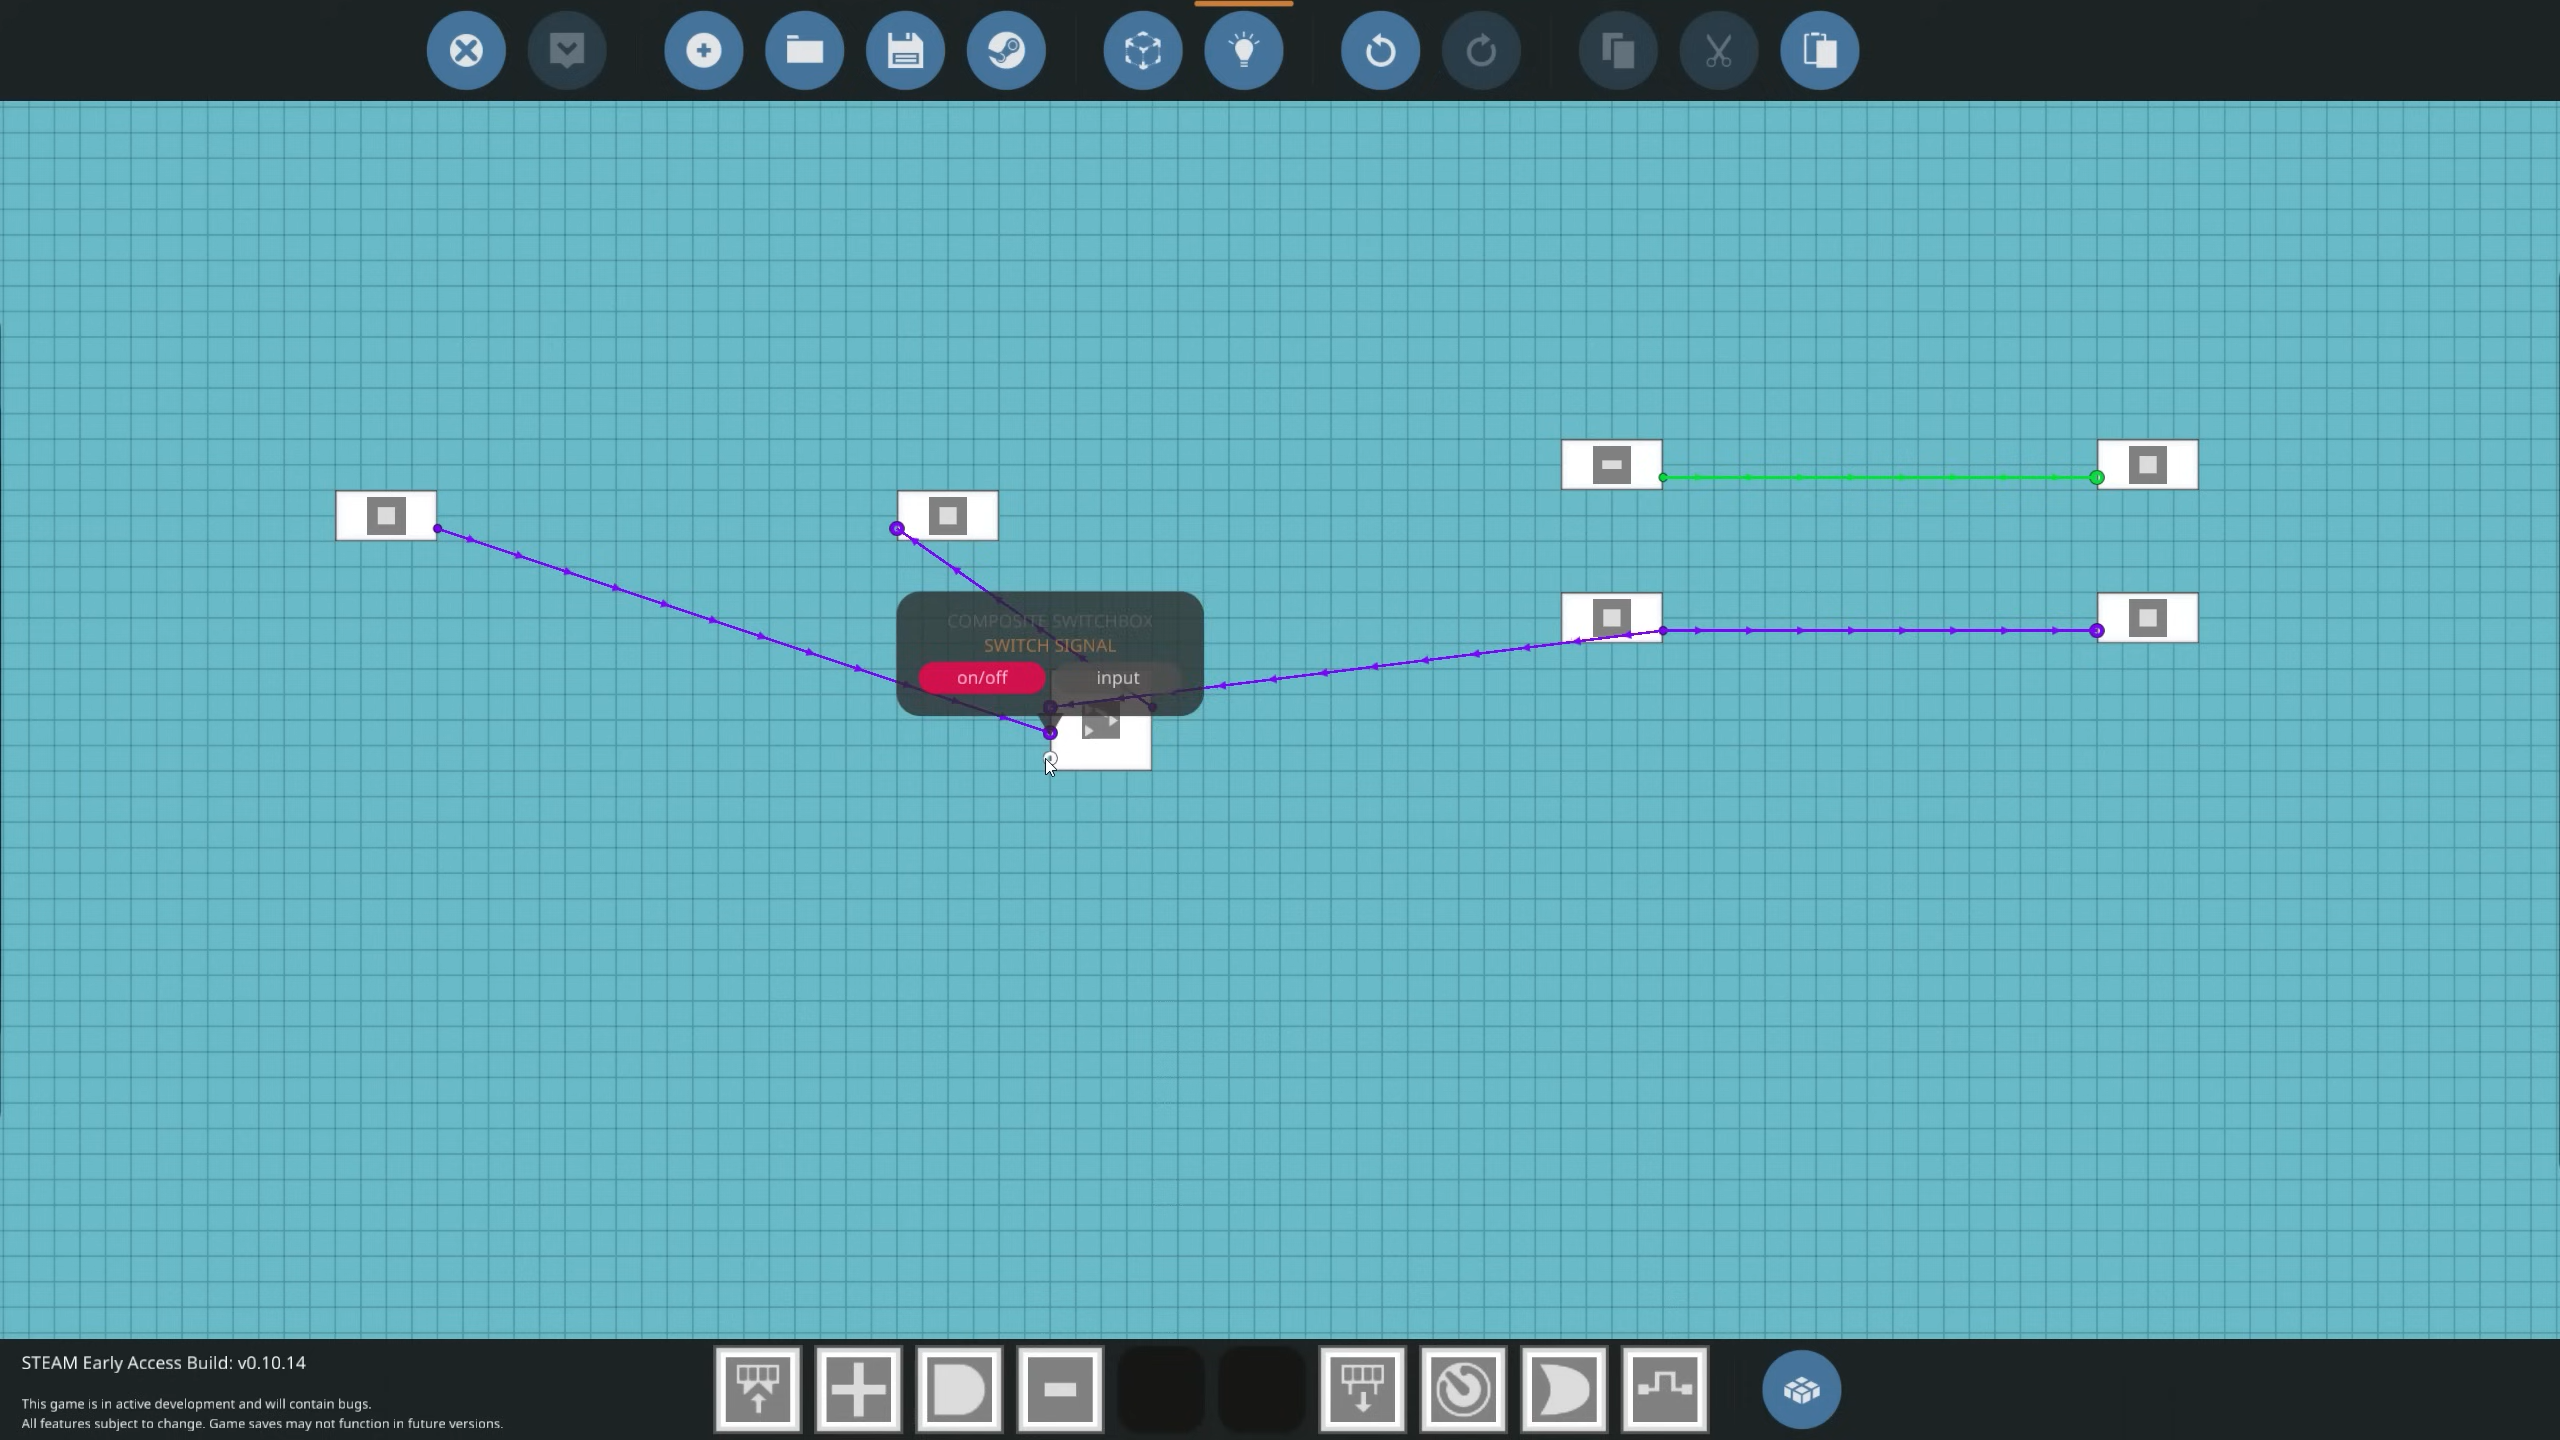 COMPOSITE SWITCHBOX
SWITCH SIGNAL
on/off
input
STEAM Early Access Build: v0.10.14
This game is in active development and will contain bugs.
All features subject to change. Game saves may not function in future versions.